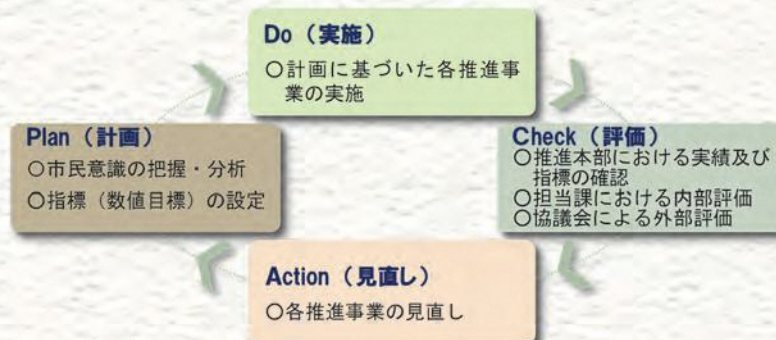 Do（実施）
○計画に基づいた各推進事
業の実施
Plan（計画）
○市民意識の把握・分析
○指標（数値目標）の設定
Check（評価）
○推進本部における実績及び
指標の確認
○担当課における内部評価
○協議会による外部評価
Action（見直し）
○各推進事業の見直し